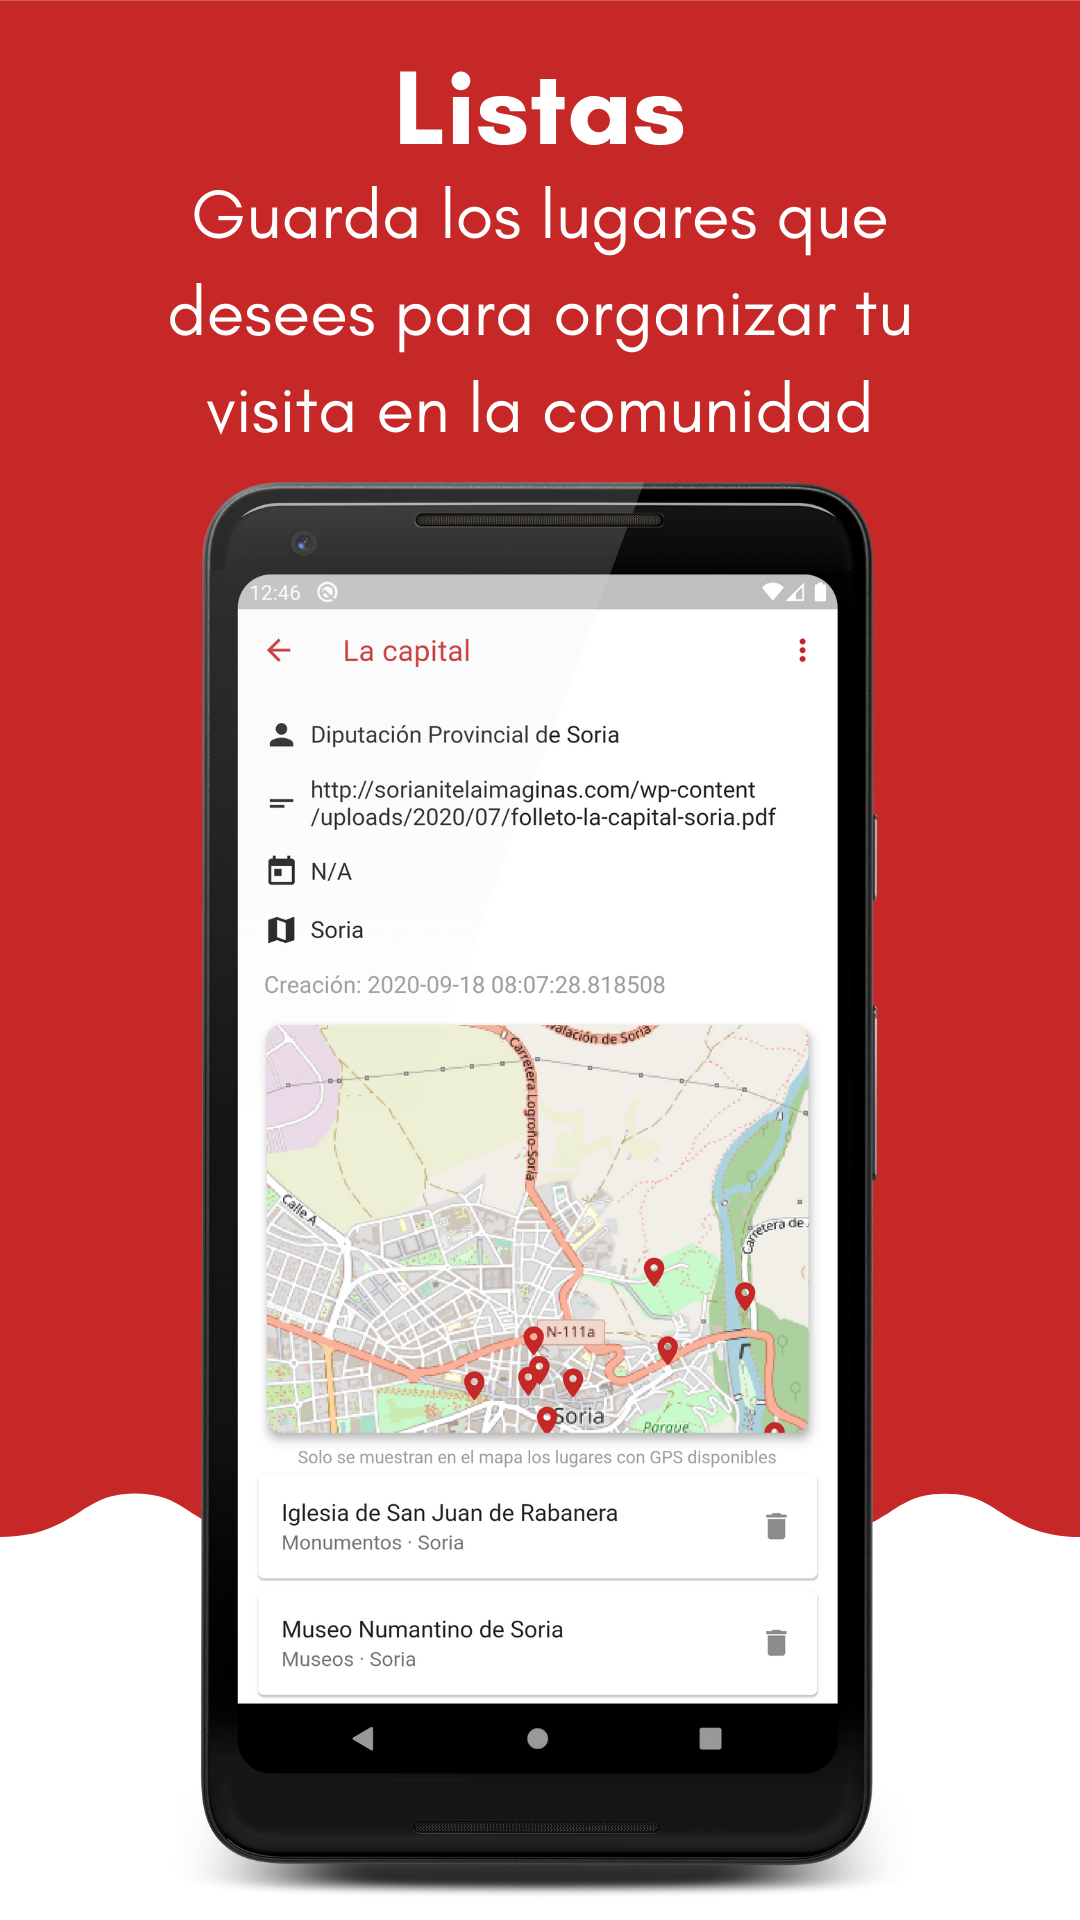 Listas
Guarda los lugares que
desees para organizar tu
visita en la comunidad
12:46
La capital
Diputación Provincial de Soria
http://sorianitelaimaginas.com/wp-content
/uploads/2020/07/folleto-la-capital-soria.pdf
N/A
Soria
Creación: 2020-09-18 08:07:28.818508
valación de Soria
Carretera Logroño-Soria
Calle A
Carretera de
N-111a
Soria
Parque
Solo se muestran en el mapa los lugares con GPS disponibles
Iglesia de San Juan de Rabanera
Monumentos · Soria
Museo Numantino de Soria
Museos · Soria